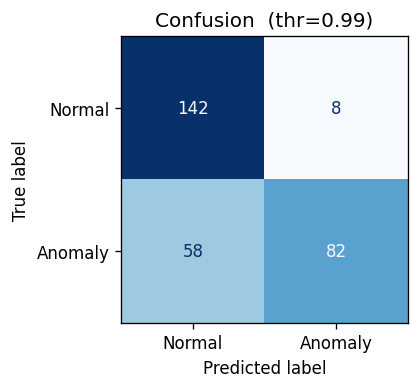 Confusion  (thr=0.99)
True label
Normal
142
8
Anomaly
58
82
Normal
Anomaly
Predicted label